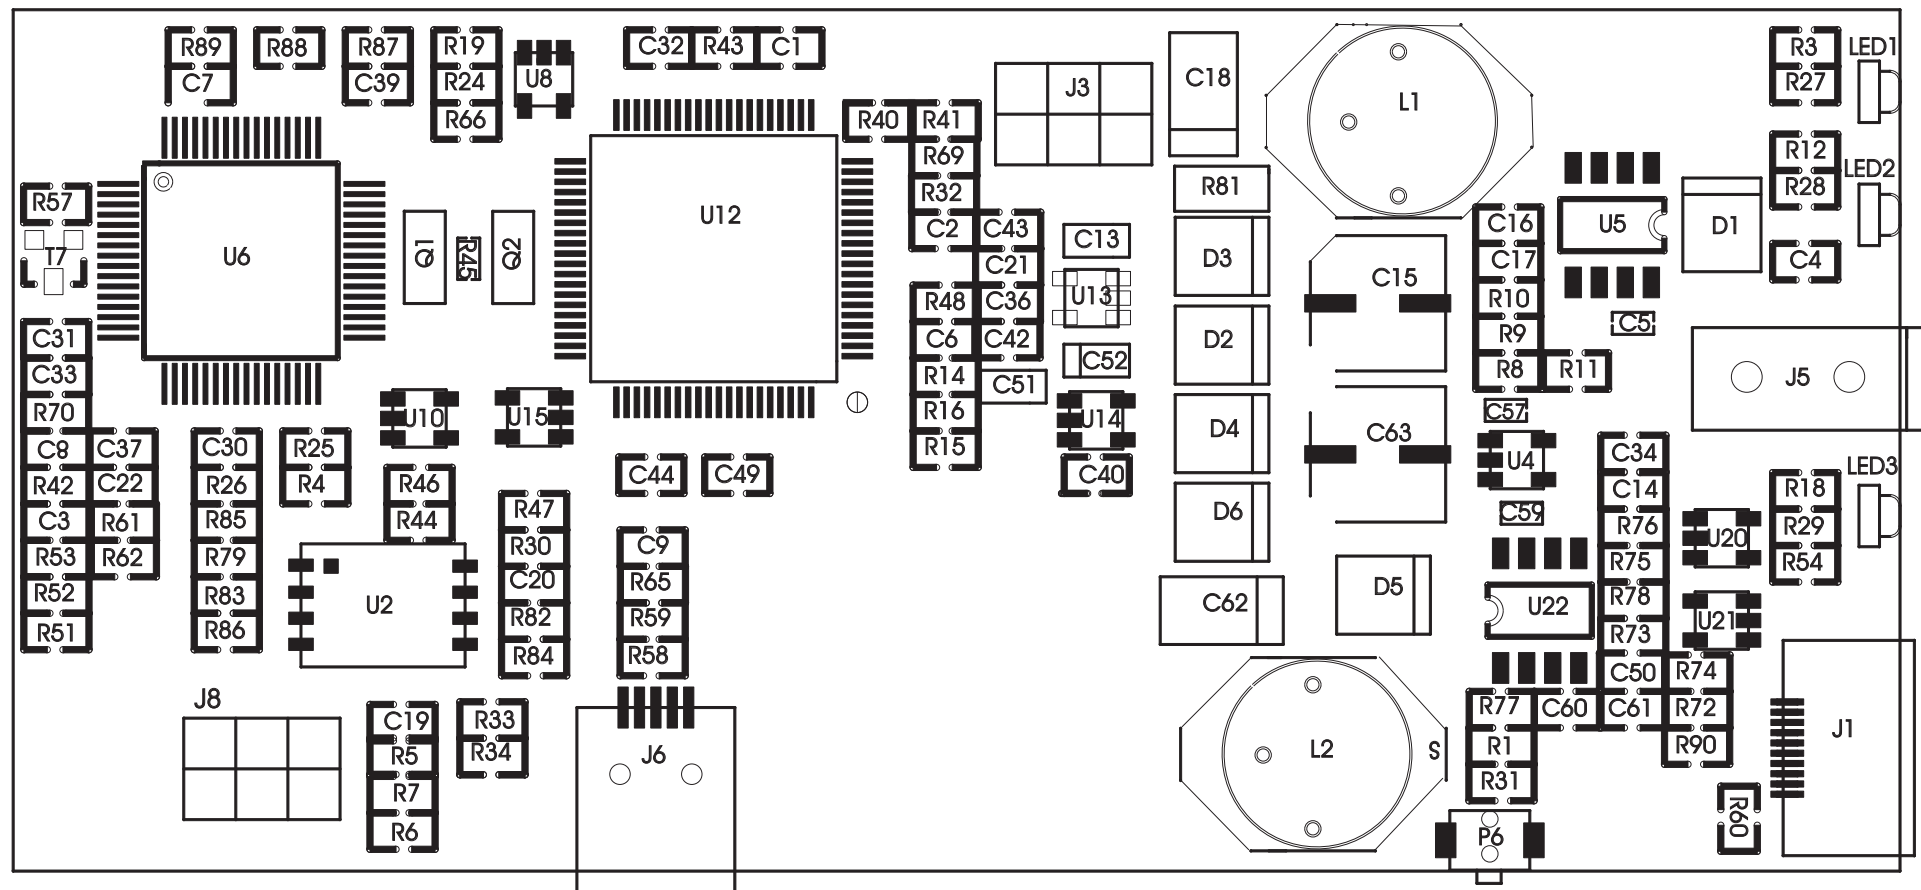 R89 R88 R87 R19 C32 R43 C1 R3 LED1
C7 C39 R24 U8 J3 C18 L1 R27
R66 R40 R41
R69 R12 LED2
R57 R32 R81 R28
U12
T7 U6 Q1 R45 Q2 C2 C43 C13 D3 C16 U5 D1
C21 C15 C17 C4
R48 C36 U13 R10
C31 C6 C42 D2 R9 C5
C33 R14 C51 C52 R8 R11 J5
R70 U10 U15 R16 U14 D4 C63 C57
C8 C37 C30 R25 R15 C34 LED3
R42 C22 R26 R4 R46 C44 C49 C40 U4 C14 R18
C3 R61 R85 R44 R47 D6 C59 R76 U20 R29
R53 R62 R79 R30 C9 R75 R54
R52 R83 U2 C20 R65 C62 D5 U22 R78
R51 R86 R82 R59 R73 U21
R84 R58 C50 R74
J8 C19 R33 R77 C60 C61 R72
R5 R34 J6 L2 S R1 R90 J1
R7 R31
R6 P6 R60